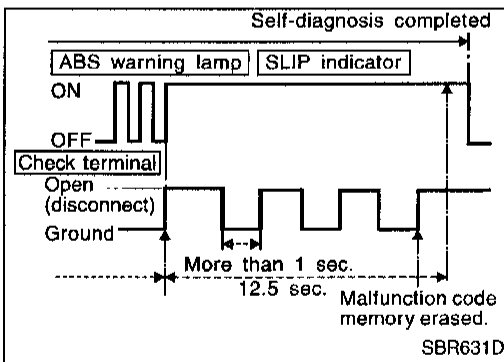 Self-diagnosis completed
ABS warning lamp SLIP indicator
ON
OFF
Check terminal
Open
(disconnect)
Ground
More than 1 sec.
12.5 sec.
Malfunction code
memory erased.
SBR631D